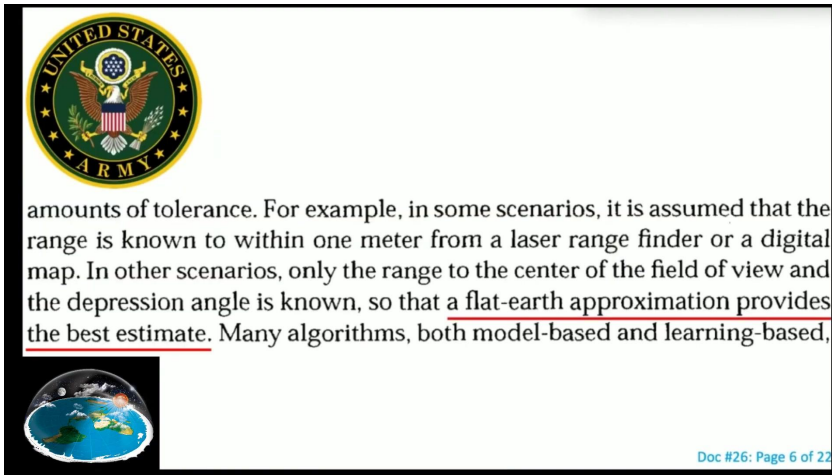 UNITED STATES
ARMY
amounts of tolerance. For example, in some scenarios, it is assumed that the
range is known to within one meter from a laser range finder or a digital
map. In other scenarios, only the range to the center of the field of view and
the depression angle is known, so that a flat-earth approximation provides
the best estimate. Many algorithms, both model-based and learning-based,
Doc #26: Page 6 of 22